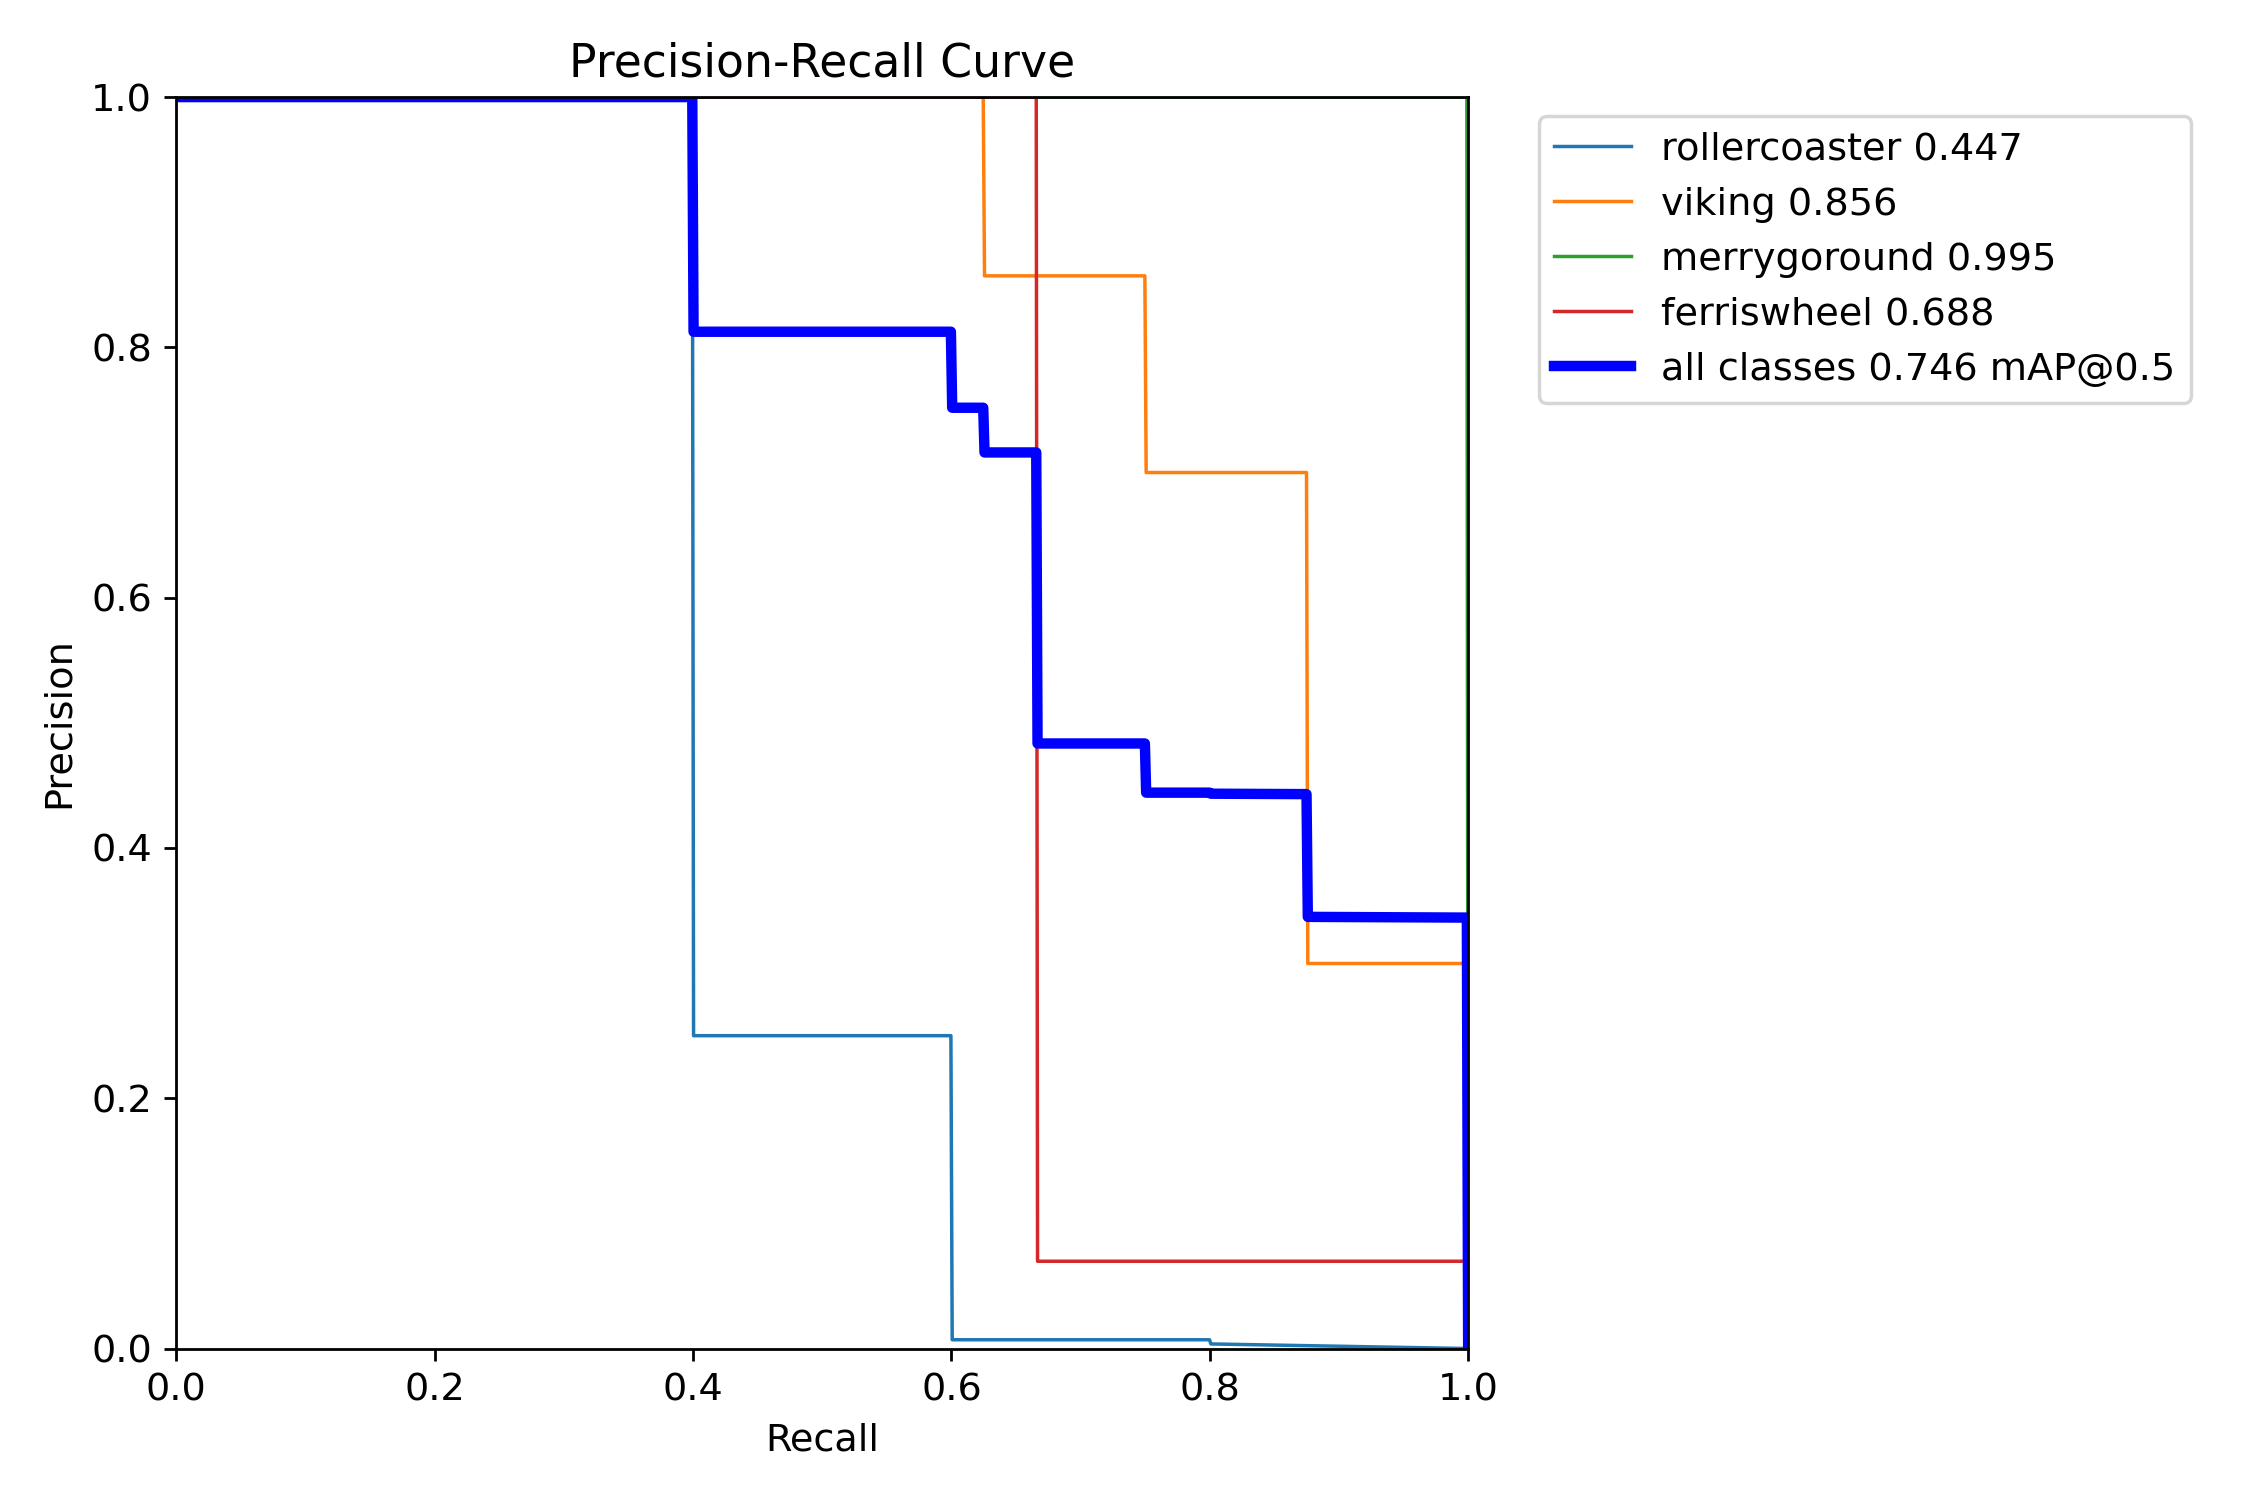 Precision-Recall Curve
1.0
0.8
0.6
0.4
0.2
0.0
Precision
0.0 0.2 0.4 0.6 0.8 1.0
Recall
rollercoaster 0.447
viking 0.856
merrygoround 0.995
ferriswheel 0.688
all classes 0.746 mAP@0.5